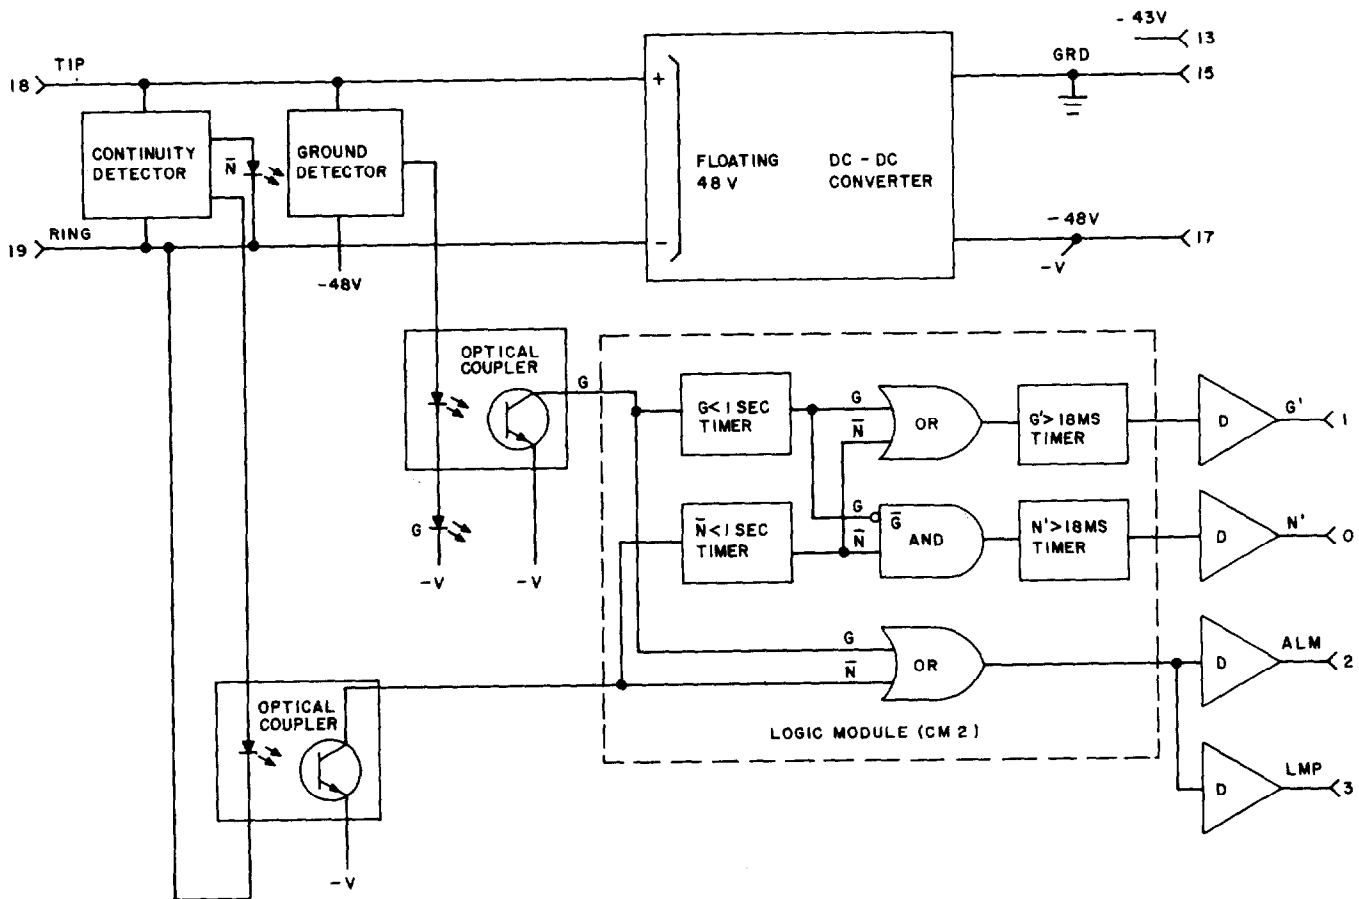 - 43V
13
GRD
15
18
TIP
+
CONTINUITY
DETECTOR
N̅
GROUND
DETECTOR
FLOATING
48 V
DC - DC
CONVERTER
19
RING
-
-48V
- 48V
-V
17
OPTICAL
COUPLER
G
G
-V
-V
G< 1 SEC
TIMER
G
N̅
OR
G'> 18MS
TIMER
D
G'
1
N̅< 1 SEC
TIMER
G
G̅
N̅
AND
N'> 18MS
TIMER
D
N'
0
G
N̅
OR
D
ALM
2
LOGIC MODULE (CM 2)
D
LMP
3
OPTICAL
COUPLER
-V